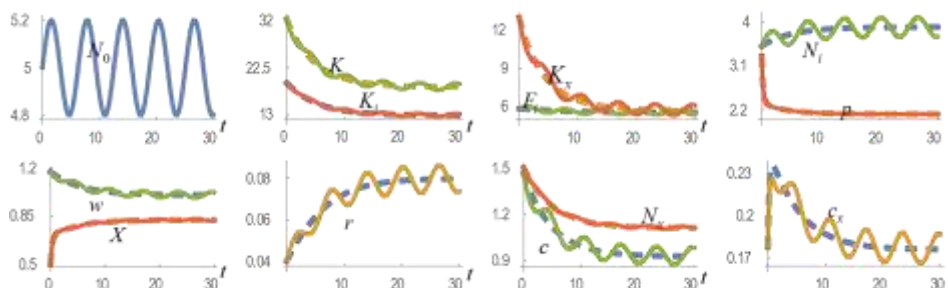 5.2 32 12 4
N₀ K Kₓ Nᵢ
5 22.5 9 3.1
Kᵢ E 2.2 p
4.8 13 6
0 10 20 30 t 0 10 20 30 t 0 10 20 30 t 0 10 20 30 t
1.2 0.08 1.5 0.23
w cₓ
0.85 0.06 1.2 0.2
X r c Nₓ
0.5 0.04 0.9 0.17
0 10 20 30 t 0 10 20 30 t 0 10 20 30 t 0 10 20 30 t